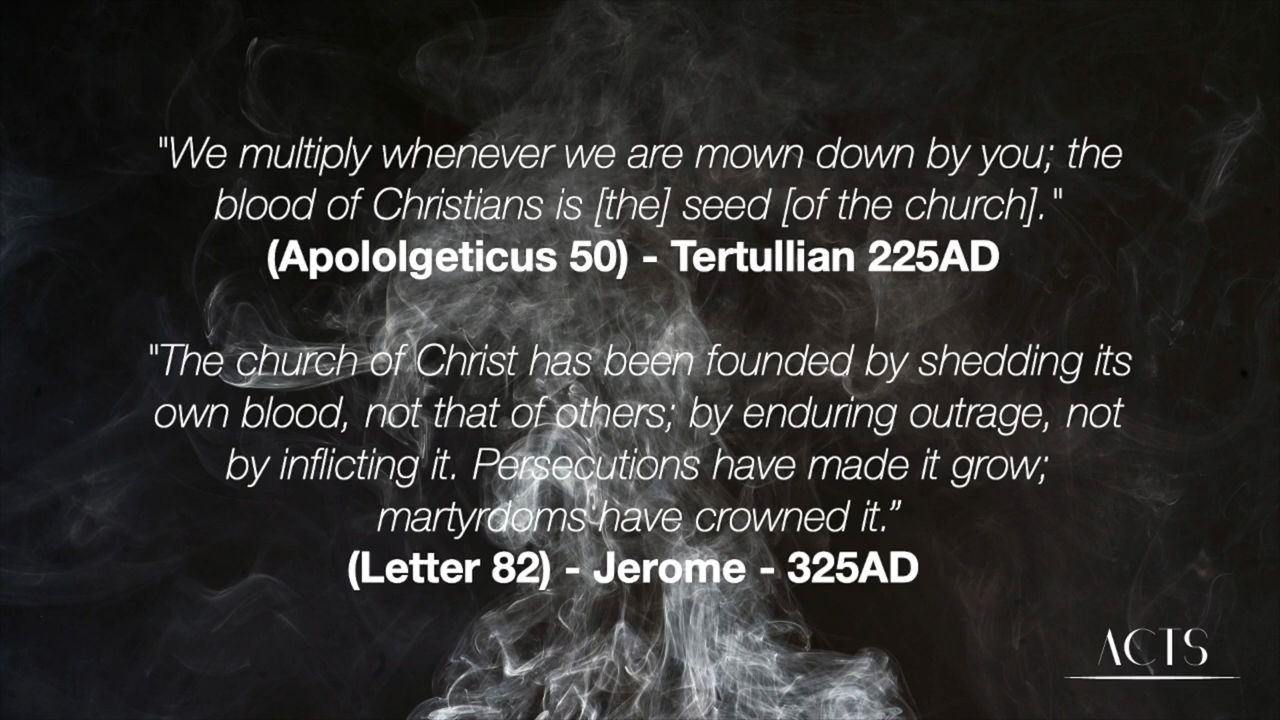 "We multiply whenever we are mown down by you; the
blood of Christians is [the] seed [of the church]."
(Apololgeticus 50) - Tertullian 225AD
"The church of Christ has been founded by shedding its
own blood, not that of others; by enduring outrage, not
by inflicting it. Persecutions have made it grow;
martyrdoms have crowned it.”
(Letter 82) - Jerome - 325AD
ACTS